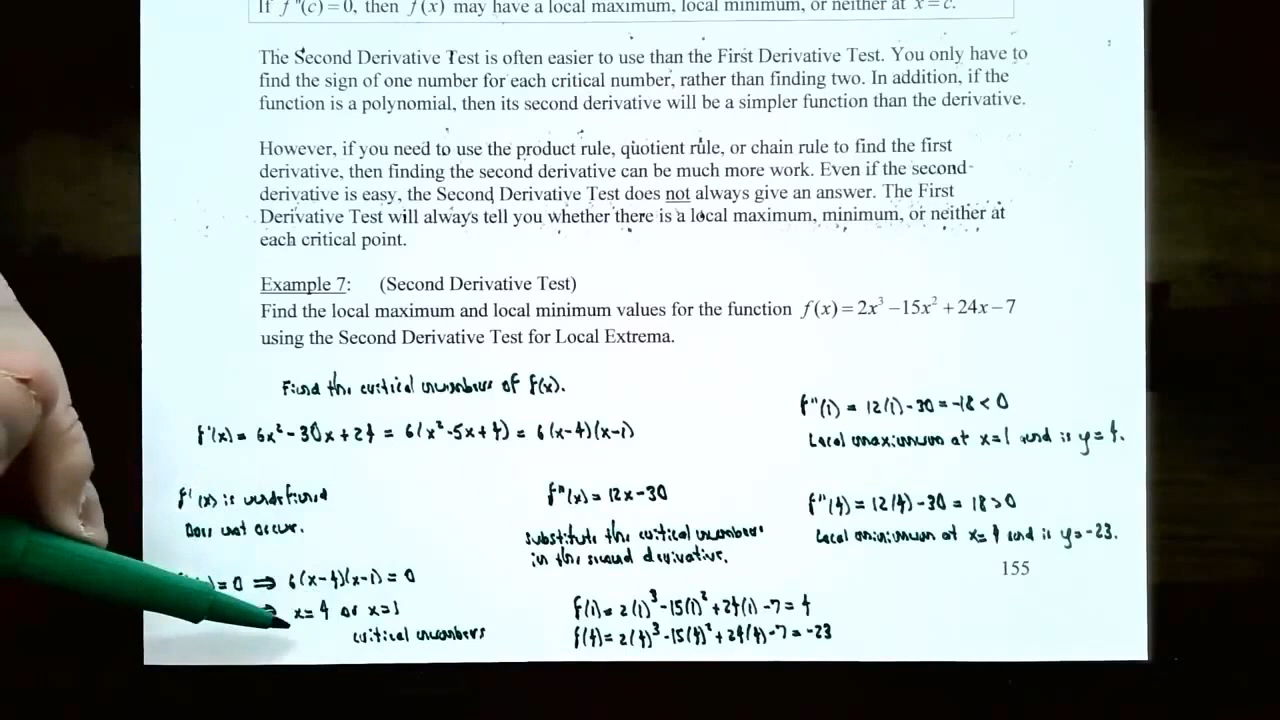 If f''(c)=0, then f(x) may have a local maximum, local minimum, or neither at x=c.
The Second Derivative Test is often easier to use than the First Derivative Test. You only have to
find the sign of one number for each critical number, rather than finding two. In addition, if the
function is a polynomial, then its second derivative will be a simpler function than the derivative.
However, if you need to use the product rule, quotient rule, or chain rule to find the first
derivative, then finding the second derivative can be much more work. Even if the second
derivative is easy, the Second Derivative Test does not always give an answer. The First
Derivative Test will always tell you whether there is a local maximum, minimum, or neither at
each critical point.
Example 7: (Second Derivative Test)
Find the local maximum and local minimum values for the function f(x)=2x³−15x²+24x−7
using the Second Derivative Test for Local Extrema.
Find the critical numbers of f(x).
f'(x) = 6x²-30x+24 = 6(x²-5x+4) = 6(x-4)(x-1)
f'(x) is undefined
Does not occur.
)=0 ⇒ 6(x-4)(x-1)=0
x=4 or x=1
critical numbers
f"(x) = 12x-30
Substitute the critical numbers
in the second derivative.
f(1)=2(1)³-15(1)²+24(1)-7=4
f(4)=2(4)³-15(4)²+24(4)-7=-23
f"(1) = 12(1)-30 = -18 < 0
Local maximum at x=1 and is y=4.
f"(4) = 12(4)-30 = 18 > 0
Local minimum at x=4 and is y=-23.
155